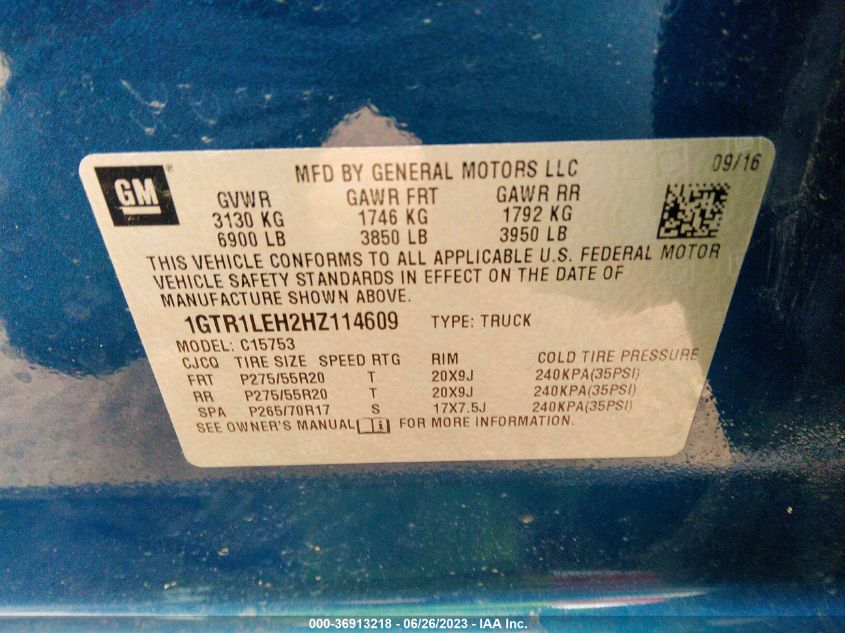 GM
MFD BY GENERAL MOTORS LLC 09/16
GVWR GAWR FRT GAWR RR
3130 KG 1746 KG 1792 KG
6900 LB 3850 LB 3950 LB
THIS VEHICLE CONFORMS TO ALL APPLICABLE U.S. FEDERAL MOTOR
VEHICLE SAFETY STANDARDS IN EFFECT ON THE DATE OF
MANUFACTURE SHOWN ABOVE.
1GTR1LEH2HZ114609 TYPE: TRUCK
MODEL: C15753
CJCQ TIRE SIZE SPEED RTG RIM COLD TIRE PRESSURE
FRT P275/55R20 T 20X9J 240KPA(35PSI)
RR P275/55R20 T 20X9J 240KPA(35PSI)
SPA P265/70R17 S 17X7.5J 240KPA(35PSI)
SEE OWNER'S MANUAL FOR MORE INFORMATION.
000-36913218 - 06/26/2023 - IAA Inc.